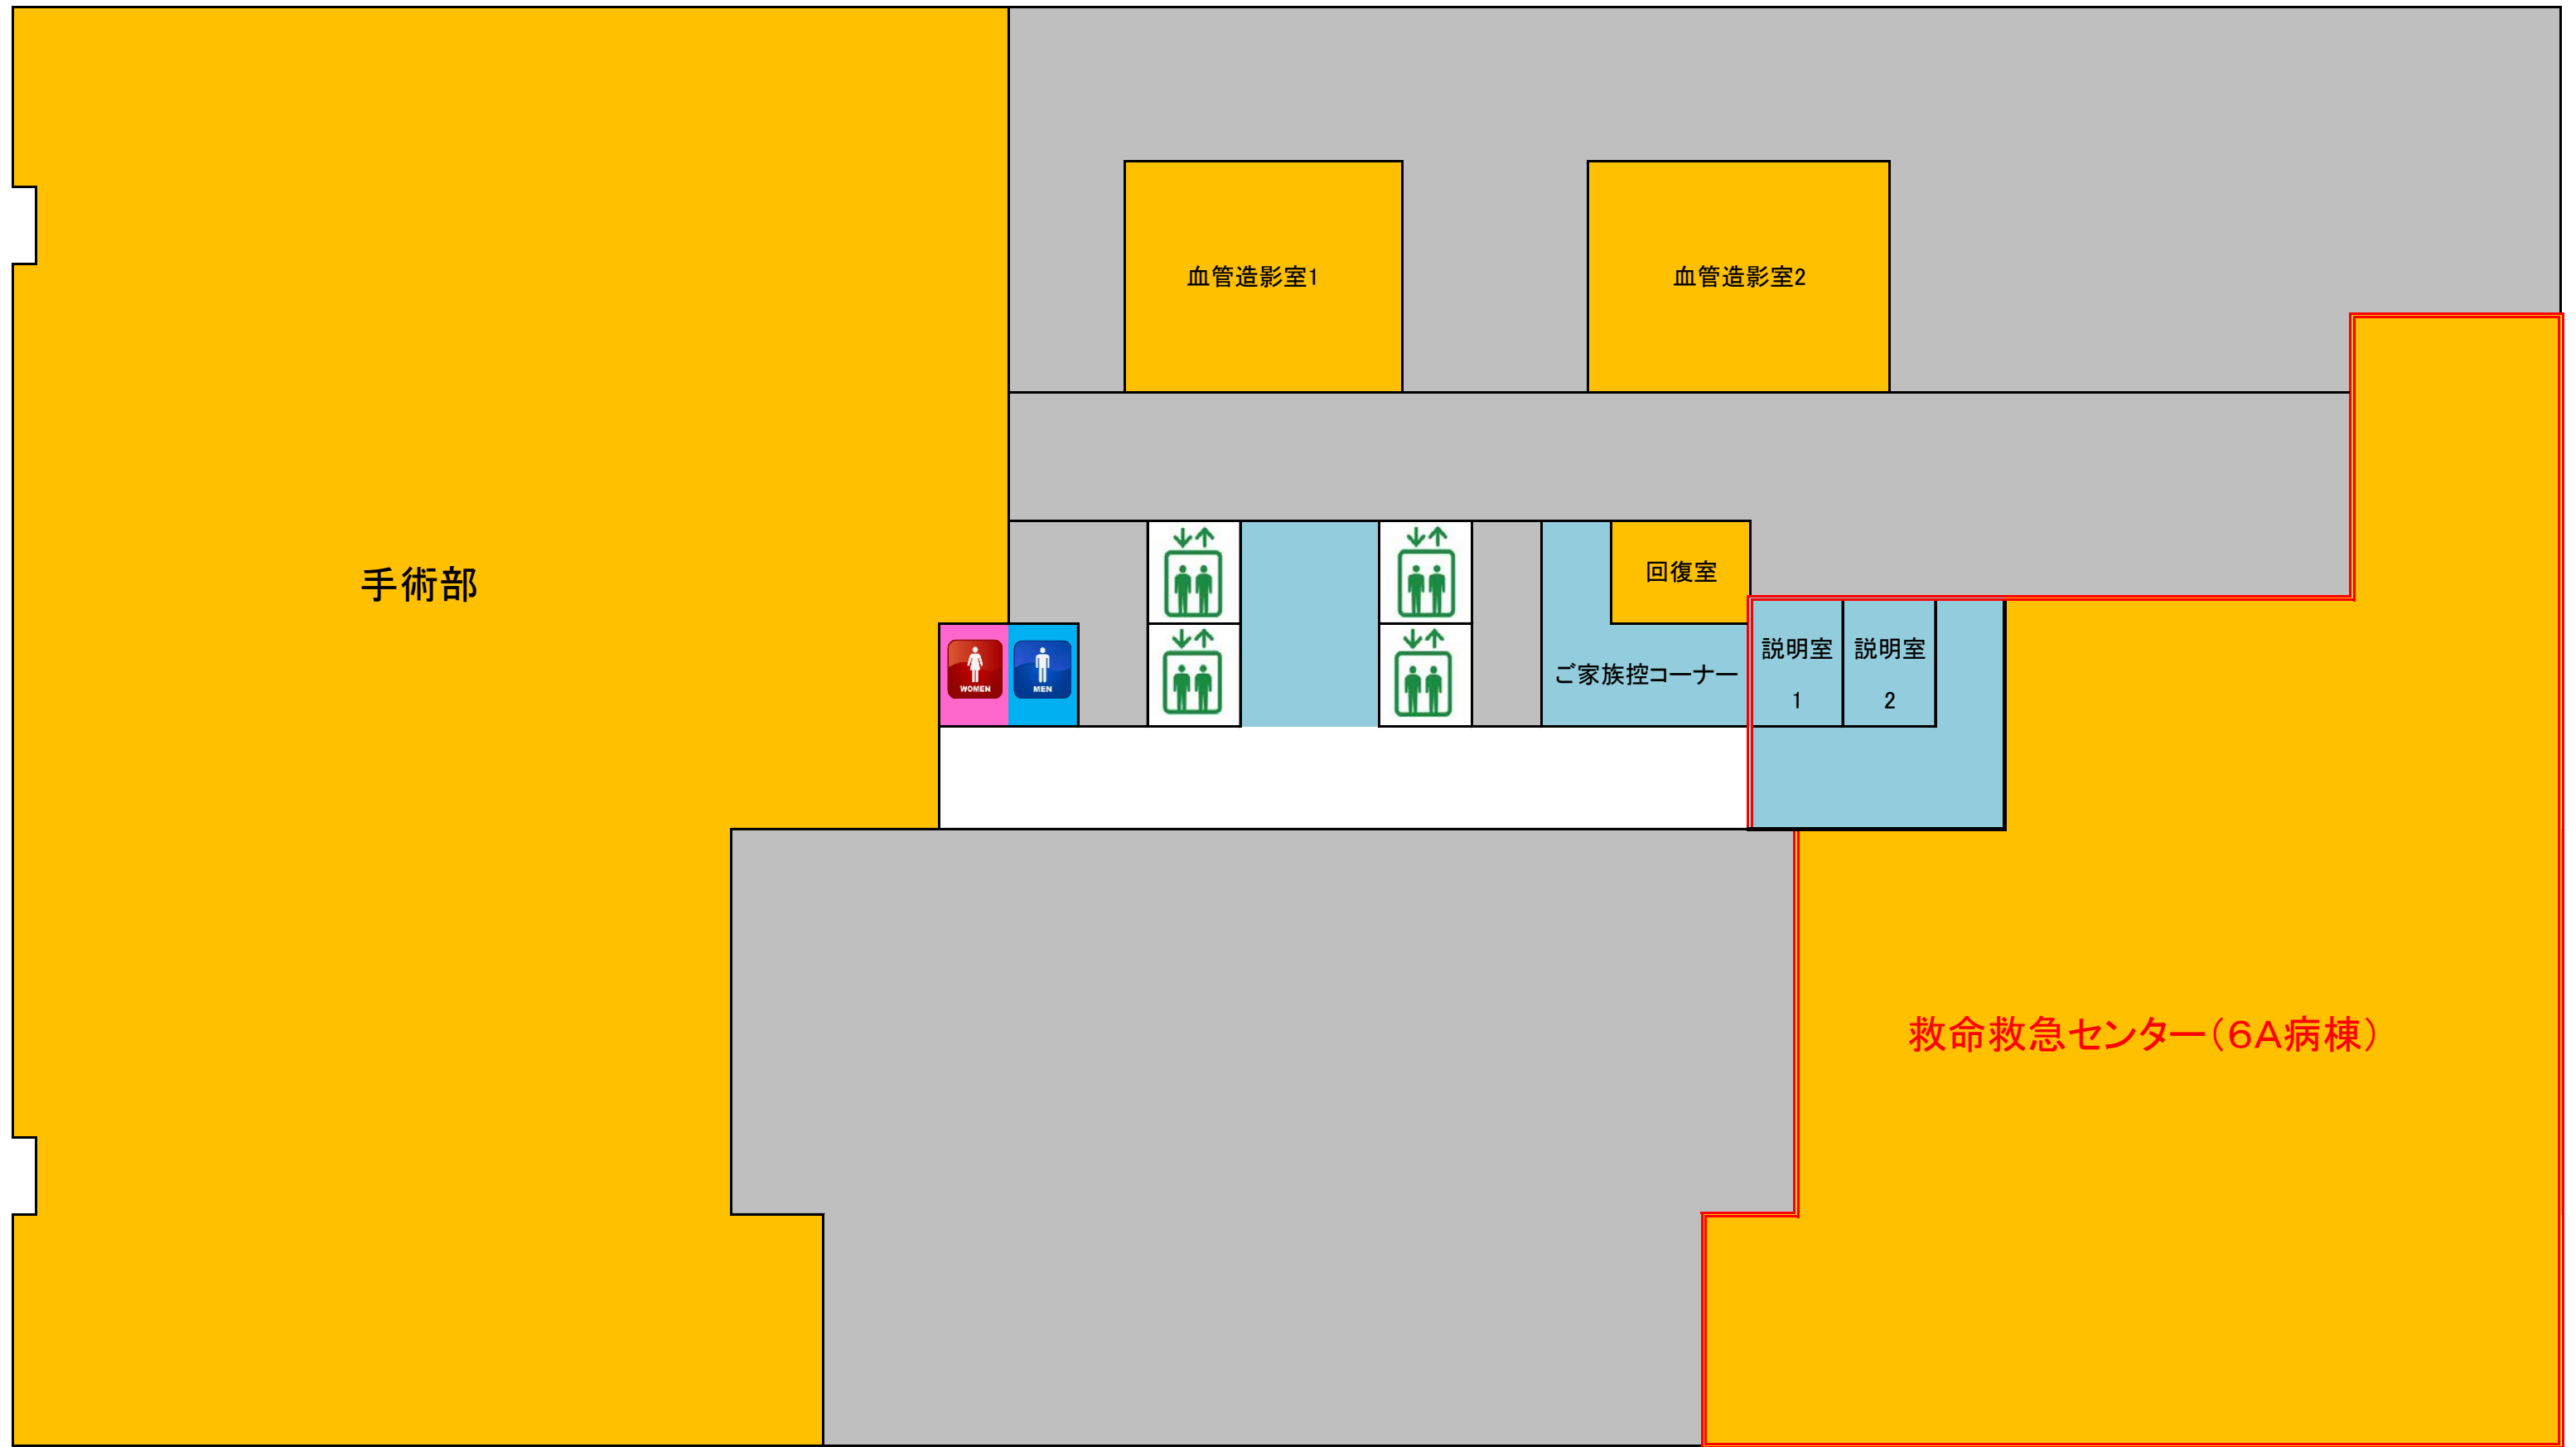 血管造影室1
血管造影室2
手術部
回復室
WOMEN
MEN
ご家族控コーナー
説明室
1
説明室
2
救命救急センター（６Ａ病棟）